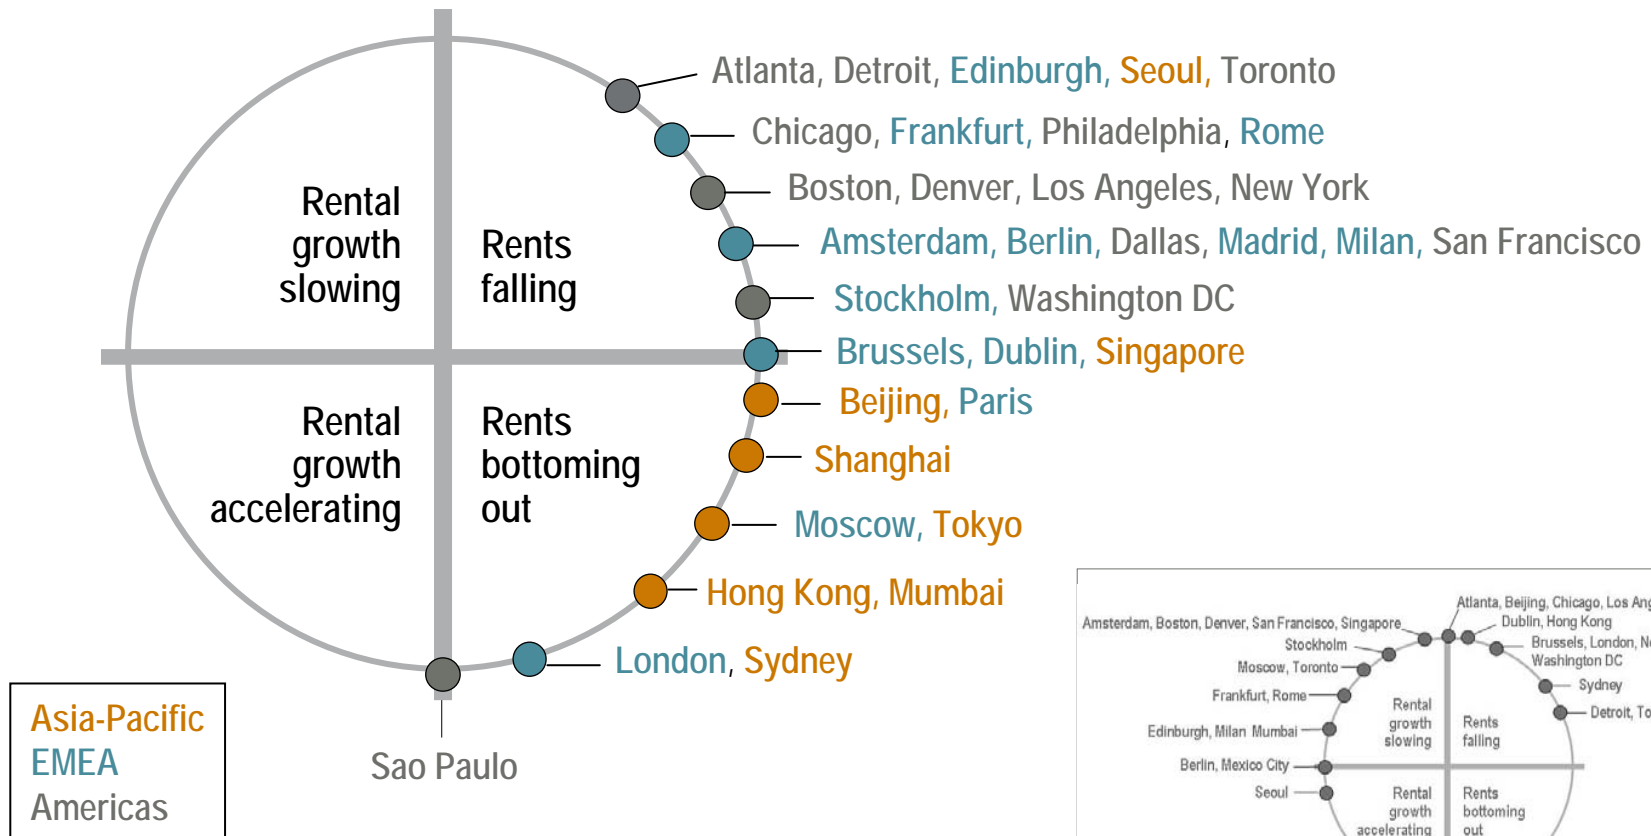 Atlanta, Detroit, Edinburgh, Seoul, Toronto
Chicago, Frankfurt, Philadelphia, Rome
Boston, Denver, Los Angeles, New York
Amsterdam, Berlin, Dallas, Madrid, Milan, San Francisco
Stockholm, Washington DC
Brussels, Dublin, Singapore
Beijing, Paris
Shanghai
Moscow, Tokyo
Hong Kong, Mumbai
London, Sydney
Sao Paulo
Rental
growth
slowing
Rents
falling
Rental
growth
accelerating
Rents
bottoming
out
Asia-Pacific
EMEA
Americas
Atlanta, Beijing, Chicago, Los
Amsterdam, Boston, Denver, San Francisco, Singapore
Dublin, Hong Kong
Stockholm
Brussels, London,
Washington DC
Moscow, Toronto
Sydney
Frankfurt, Rome
Detroit,
Edinburgh, Milan Mumbai
Berlin, Mexico City
Seoul
Rental
growth
slowing
Rents
falling
Rental
growth
accelerating
Rents
bottoming
out